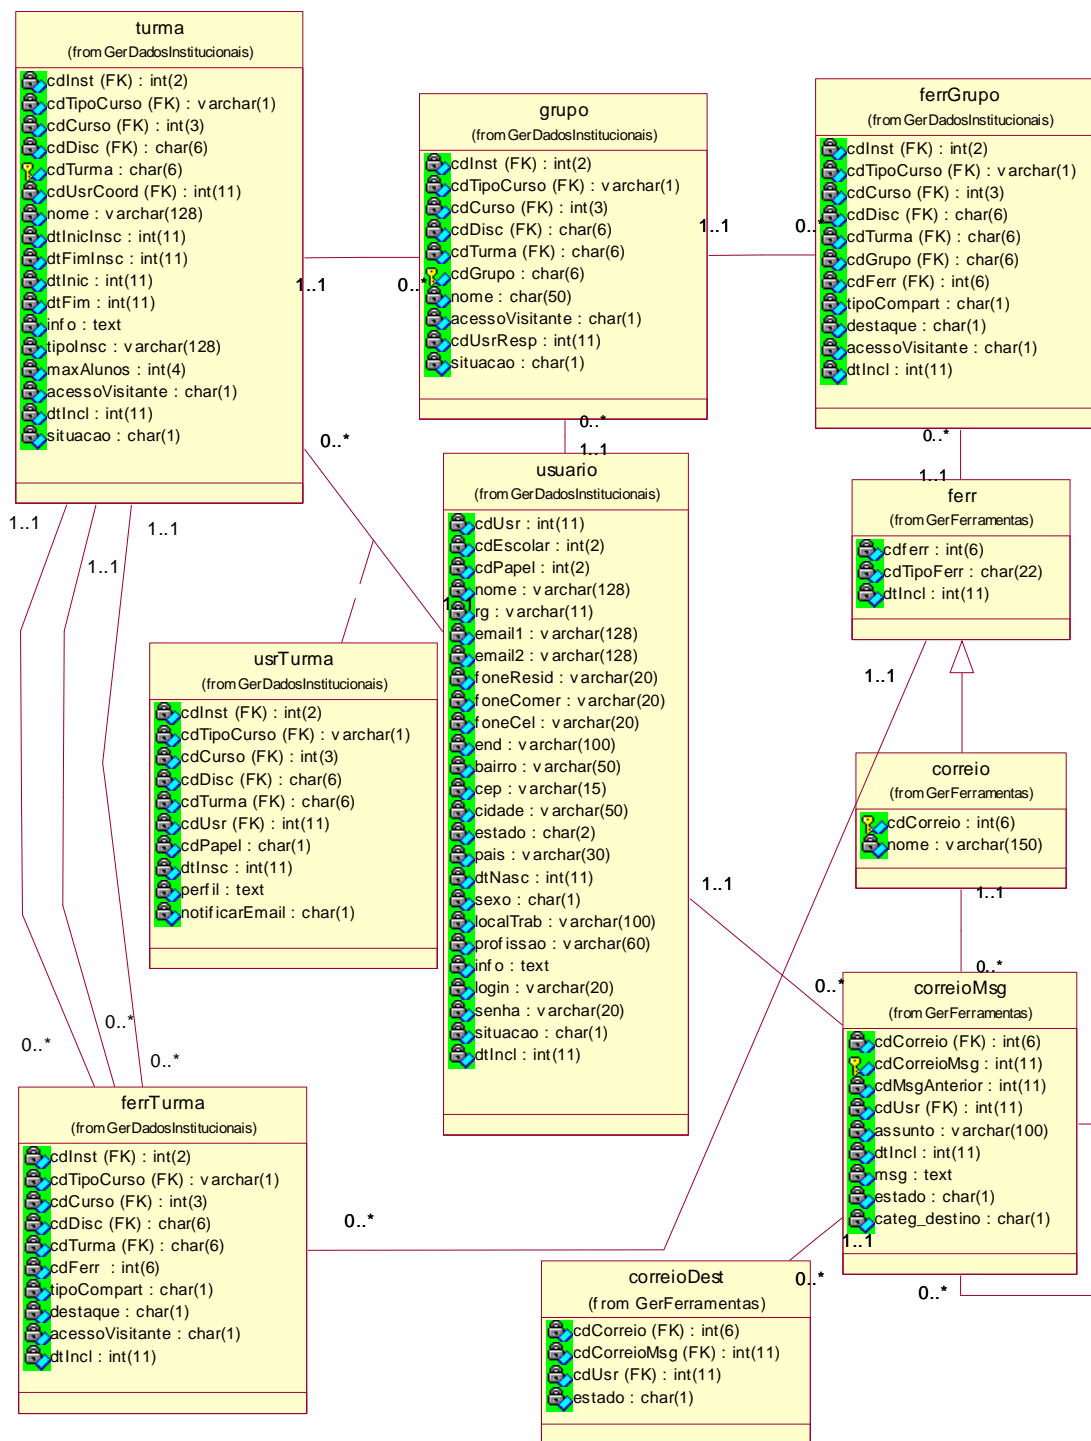 turma
(from GerDadosInstitucionais)
cdInst (FK) : int(2)
cdTipoCurso (FK) : varchar(1)
cdCurso (FK) : int(3)
cdDisc (FK) : char(6)
cdTurma : char(6)
cdUsrCoord (FK) : int(11)
nome : varchar(128)
dtInicInsc : int(11)
dtFimInsc : int(11)
dtInic : int(11)
dtFim : int(11)
info : text
tipoInsc : varchar(128)
maxAlunos : int(4)
acessoVisitante : char(1)
dtIncl : int(11)
situacao : char(1)
grupo
(from GerDadosInstitucionais)
cdInst (FK) : int(2)
cdTipoCurso (FK) : varchar(1)
cdCurso (FK) : int(3)
cdDisc (FK) : char(6)
cdTurma (FK) : char(6)
cdGrupo : char(6)
nome : char(50)
acessoVisitante : char(1)
cdUsrResp : int(11)
situacao : char(1)
ferrGrupo
(from GerDadosInstitucionais)
cdInst (FK) : int(2)
cdTipoCurso (FK) : varchar(1)
cdCurso (FK) : int(3)
cdDisc (FK) : char(6)
cdTurma (FK) : char(6)
cdGrupo (FK) : char(6)
cdFerr (FK) : int(6)
tipoCompart : char(1)
destaque : char(1)
acessoVisitante : char(1)
dtIncl : int(11)
1..1
0..*
1..1
0..*
0..*
1..1
0..*
1..1
0..*
1..1
usuario
(from GerDadosInstitucionais)
cdUsr : int(11)
cdEscolar : int(2)
cdPapel : int(2)
nome : varchar(128)
rg : varchar(11)
email1 : varchar(128)
email2 : varchar(128)
foneResid : varchar(20)
foneComer : varchar(20)
foneCel : varchar(20)
end : varchar(100)
bairro : varchar(50)
cep : varchar(15)
cidade : varchar(50)
estado : char(2)
pais : varchar(30)
dtNasc : int(11)
sexo : char(1)
localTrab : varchar(100)
profissao : varchar(60)
info : text
login : varchar(20)
senha : varchar(20)
situacao : char(1)
dtIncl : int(11)
ferr
(from GerFerramentas)
cdferr : int(6)
cdTipoFerr : char(22)
dtIncl : int(11)
1..1
1..1
1..1
usrTurma
(from GerDadosInstitucionais)
cdInst (FK) : int(2)
cdTipoCurso (FK) : varchar(1)
cdCurso (FK) : int(3)
cdDisc (FK) : char(6)
cdTurma (FK) : char(6)
cdUsr (FK) : int(11)
cdPapel : char(1)
dtInsc : int(11)
perfil : text
notificarEmail : char(1)
1..1
correio
(from GerFerramentas)
cdCorreio : int(6)
nome : varchar(150)
1..1
1..1
0..*
0..*
correioMsg
(from GerFerramentas)
cdCorreio (FK) : int(6)
cdCorreioMsg : int(11)
cdMsgAnterior : int(11)
cdUsr (FK) : int(11)
assunto : varchar(100)
dtIncl : int(11)
msg : text
estado : char(1)
categ_destino : char(1)
0..*
0..*
0..*
ferrTurma
(from GerDadosInstitucionais)
cdInst (FK) : int(2)
cdTipoCurso (FK) : varchar(1)
cdCurso (FK) : int(3)
cdDisc (FK) : char(6)
cdTurma (FK) : char(6)
cdFerr : int(6)
tipoCompart : char(1)
destaque : char(1)
acessoVisitante : char(1)
dtIncl : int(11)
0..*
1..1
0..*
0..*
correioDest
(from GerFerramentas)
cdCorreio (FK) : int(6)
cdCorreioMsg (FK) : int(11)
cdUsr (FK) : int(11)
estado : char(1)